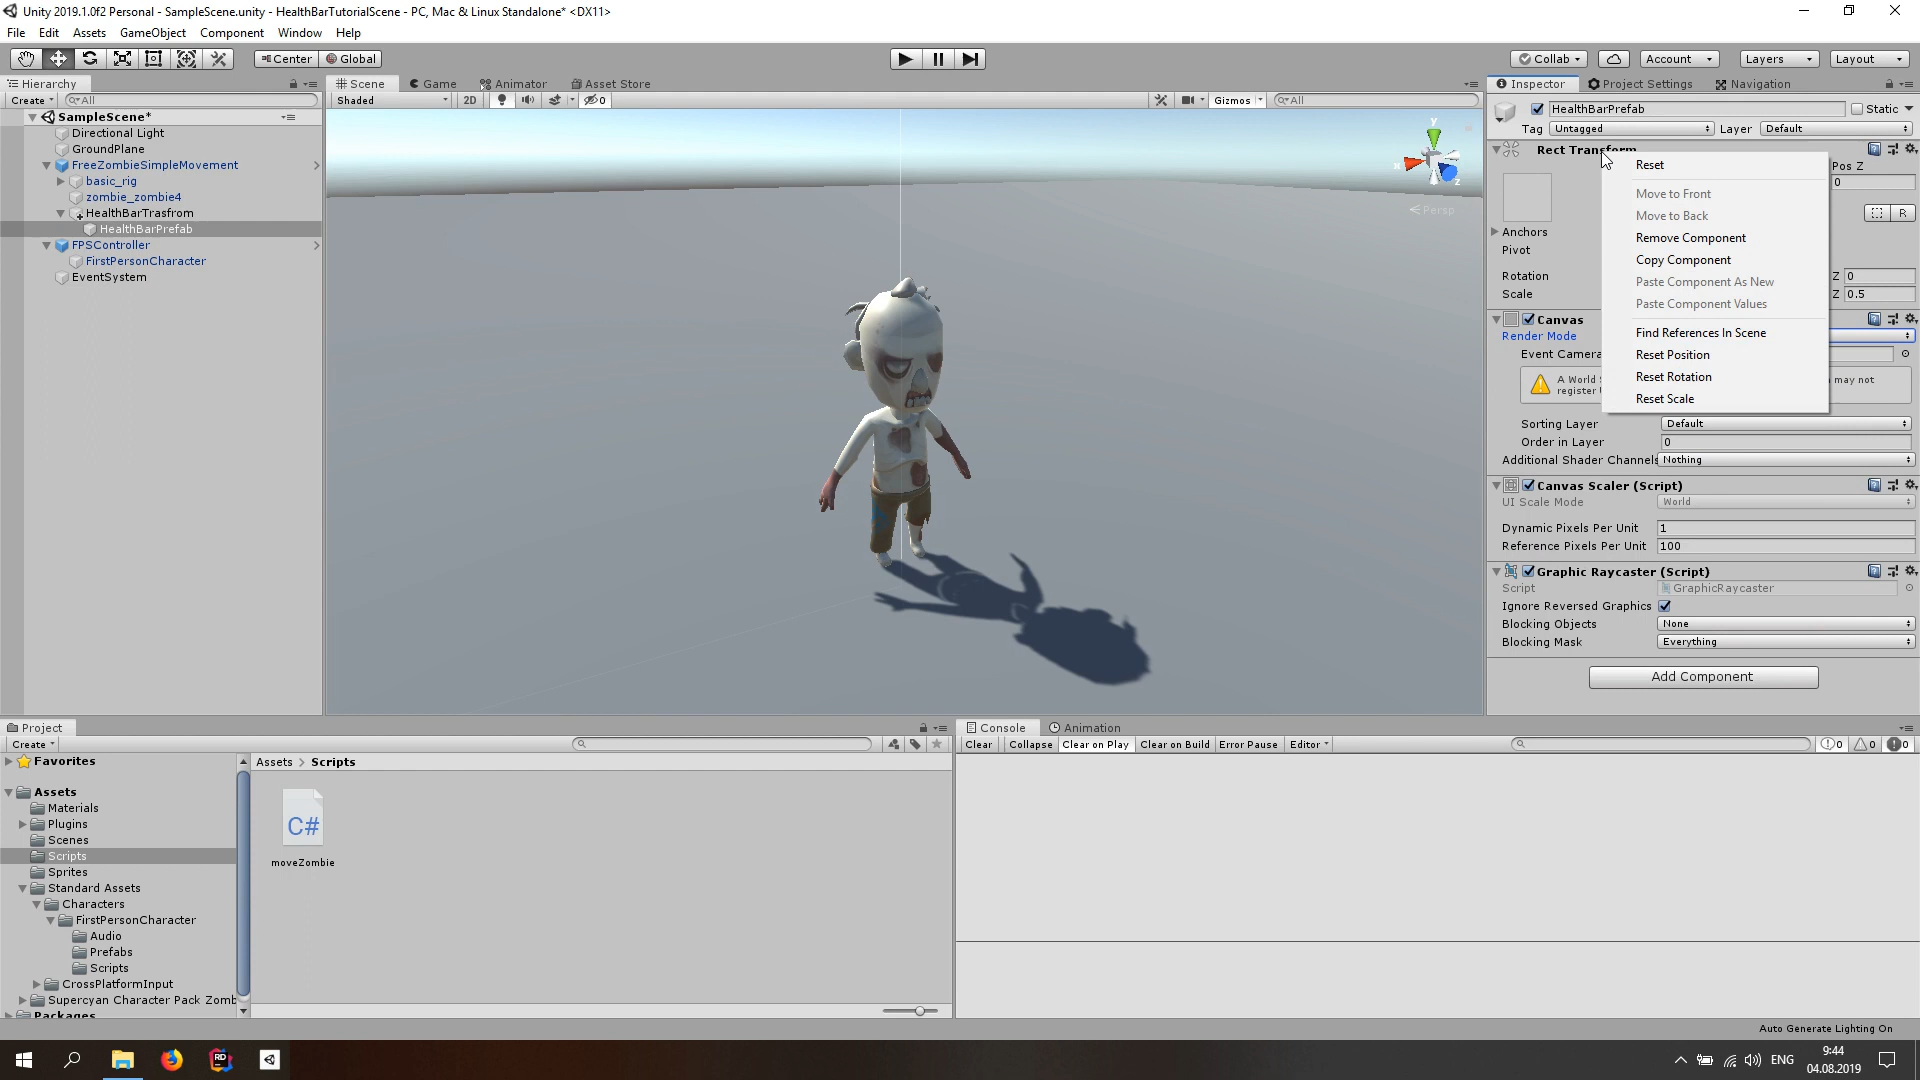 Unity 2019.1.0f2 Personal - SampleScene.unity - HealthBarTutorialScene - PC, Mac & Linux Standalone* <DX11>
File Edit Assets GameObject Component Window Help
Center Global
Collab Account Layers Layout
Hierarchy
Create All
SampleScene*
Directional Light
GroundPlane
FreeZombieSimpleMovement
basic_rig
zombie_zombie4
HealthBarTrasfrom
HealthBarPrefab
FPSController
FirstPersonCharacter
EventSystem
Scene Game Animator Asset Store
Shaded 2D 0 Gizmos All
y
x
z
Persp
Inspector Project Settings Navigation
HealthBarPrefab Static
Tag Untagged Layer Default
Rect Transform
Pos Z
0
R
Anchors
Pivot
Rotation Z 0
Scale Z 0.5
Reset
Move to Front
Move to Back
Remove Component
Copy Component
Paste Component As New
Paste Component Values
Find References In Scene
Reset Position
Reset Rotation
Reset Scale
Canvas
Render Mode
Event Camera
A World may not
register
Sorting Layer Default
Order in Layer 0
Additional Shader Channels Nothing
Canvas Scaler (Script)
UI Scale Mode World
Dynamic Pixels Per Unit 1
Reference Pixels Per Unit 100
Graphic Raycaster (Script)
Script GraphicRaycaster
Ignore Reversed Graphics
Blocking Objects None
Blocking Mask Everything
Add Component
Project
Create
Favorites
Assets
Materials
Plugins
Scenes
Scripts
Sprites
Standard Assets
Characters
FirstPersonCharacter
Audio
Prefabs
Scripts
CrossPlatformInput
Supercyan Character Pack Zomb
Packages
Assets > Scripts
C#
moveZombie
Console Animation
Clear Collapse Clear on Play Clear on Build Error Pause Editor 0 0 0
Auto Generate Lighting On
RD
ENG
9:44
04.08.2019